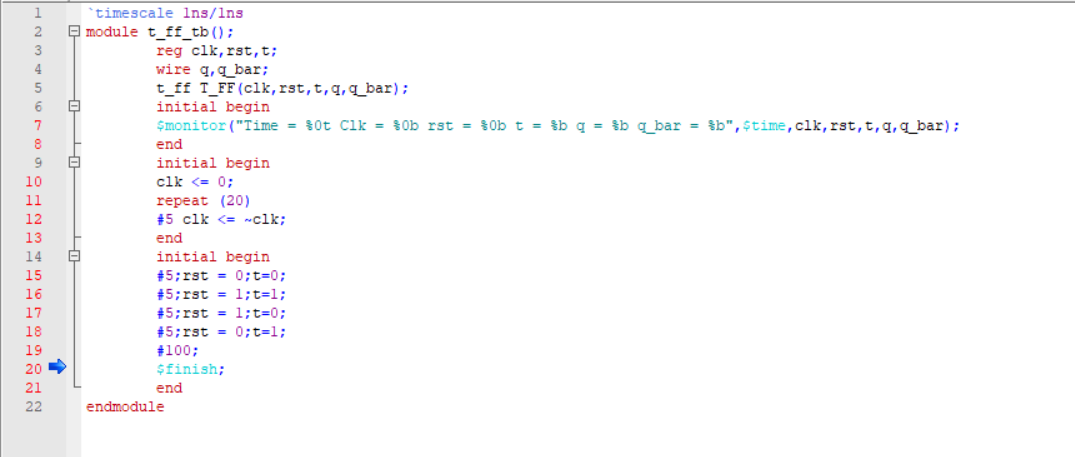 1 `timescale 1ns/1ns
2 module t_ff_tb();
3 reg clk,rst,t;
4 wire q,q_bar;
5 t_ff T_FF(clk,rst,t,q,q_bar);
6 initial begin
7 $monitor("Time = %0t Clk = %0b rst = %0b t = %b q = %b q_bar = %b",$time,clk,rst,t,q,q_bar);
8 end
9 initial begin
10 clk <= 0;
11 repeat (20)
12 #5 clk <= ~clk;
13 end
14 initial begin
15 #5;rst = 0;t=0;
16 #5;rst = 1;t=1;
17 #5;rst = 1;t=0;
18 #5;rst = 0;t=1;
19 #100;
20 $finish;
21 end
22 endmodule